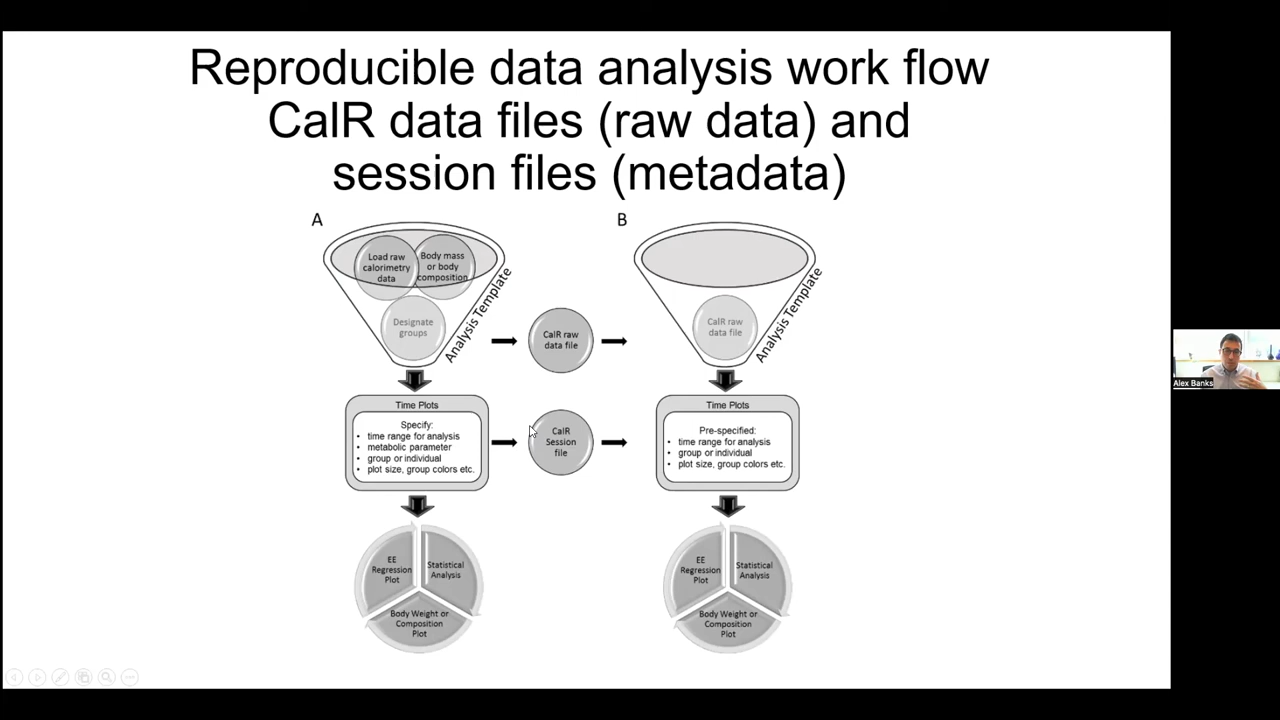 Reproducible data analysis work flow
CalR data files (raw data) and
session files (metadata)
A
Load raw
calorimetry
data
Body mass
or body
composition
Designate
groups
Analysis Template
CalR raw
data file
B
CalR raw
data file
Analysis Template
Time Plots
Specify:
• time range for analysis
• metabolic parameter
• group or individual
• plot size, group colors etc.
CalR
Session
file
Time Plots
Pre-specified:
• time range for analysis
• group or individual
• plot size, group colors etc.
EE
Regression
Plot
Statistical
Analysis
Body Weight or
Composition
Plot
EE
Regression
Plot
Statistical
Analysis
Body Weight or
Composition
Plot
Alex Banks